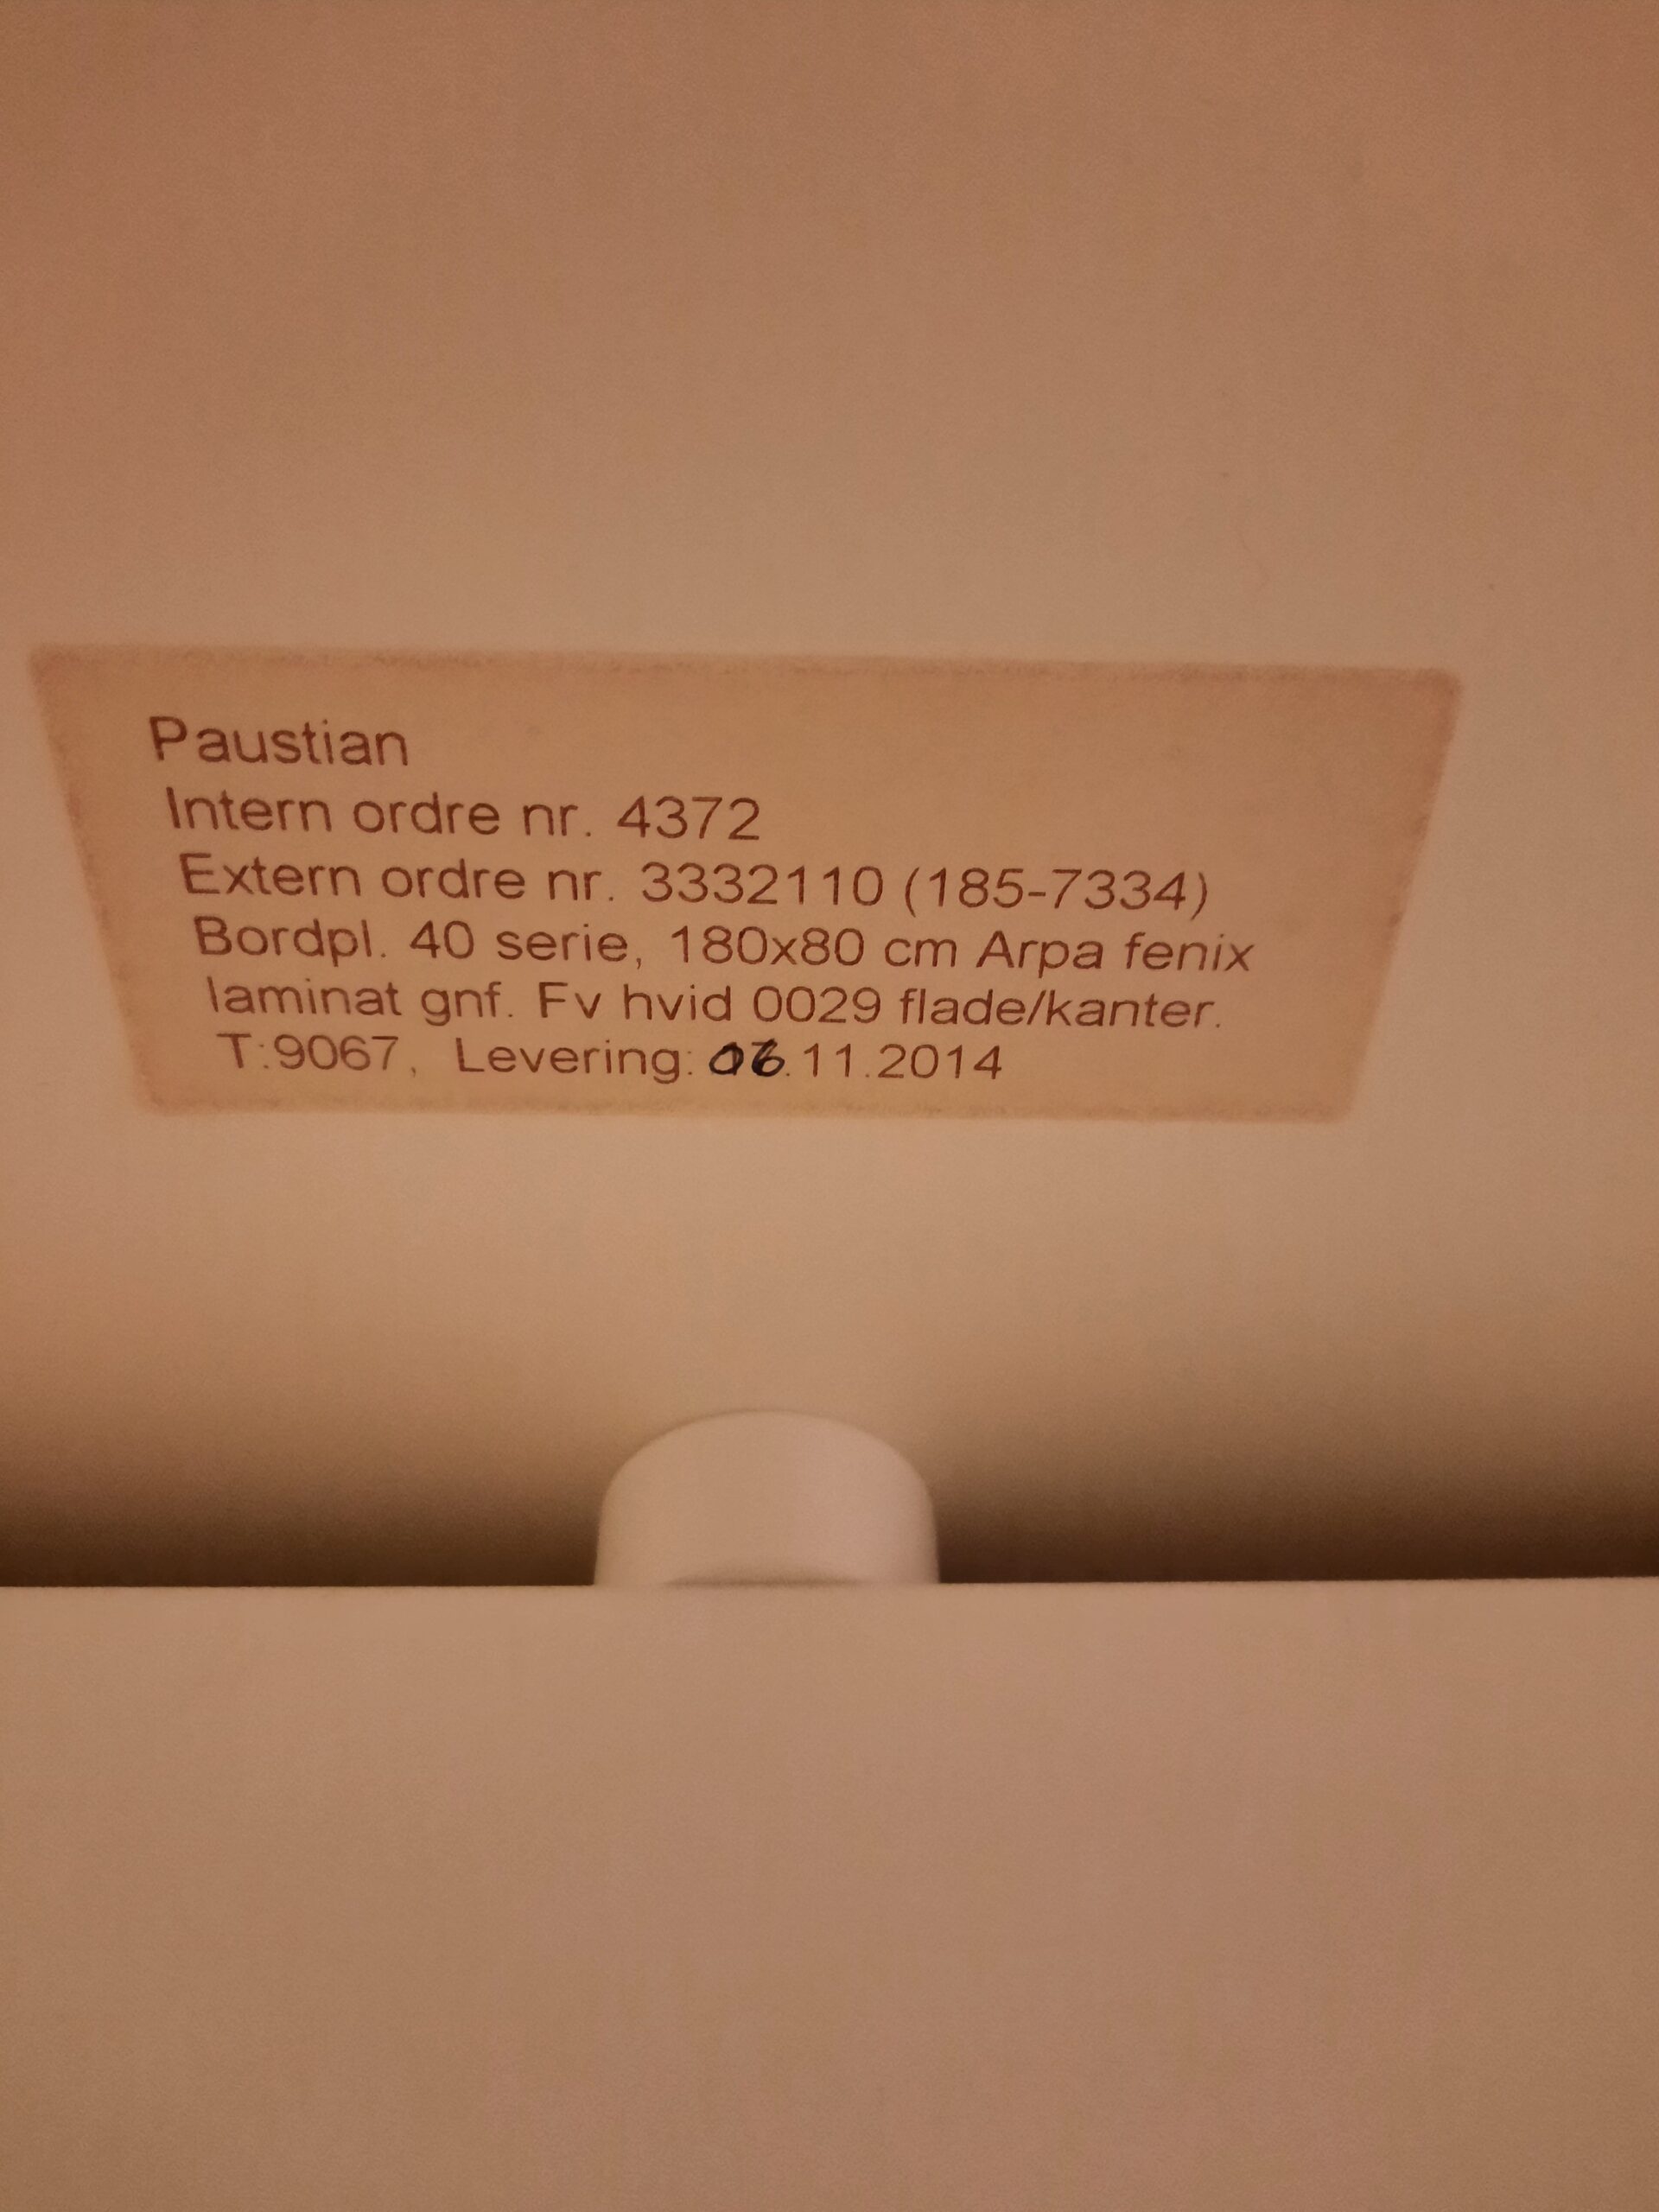 Paustian
Intern ordre nr. 4372
Extern ordre nr. 3332110 (185-7334)
Bordpl. 40 serie, 180x80 cm Arpa fenix
laminat gnf. Fv hvid 0029 flade/kanter.
T:9067, Levering: 06.11.2014